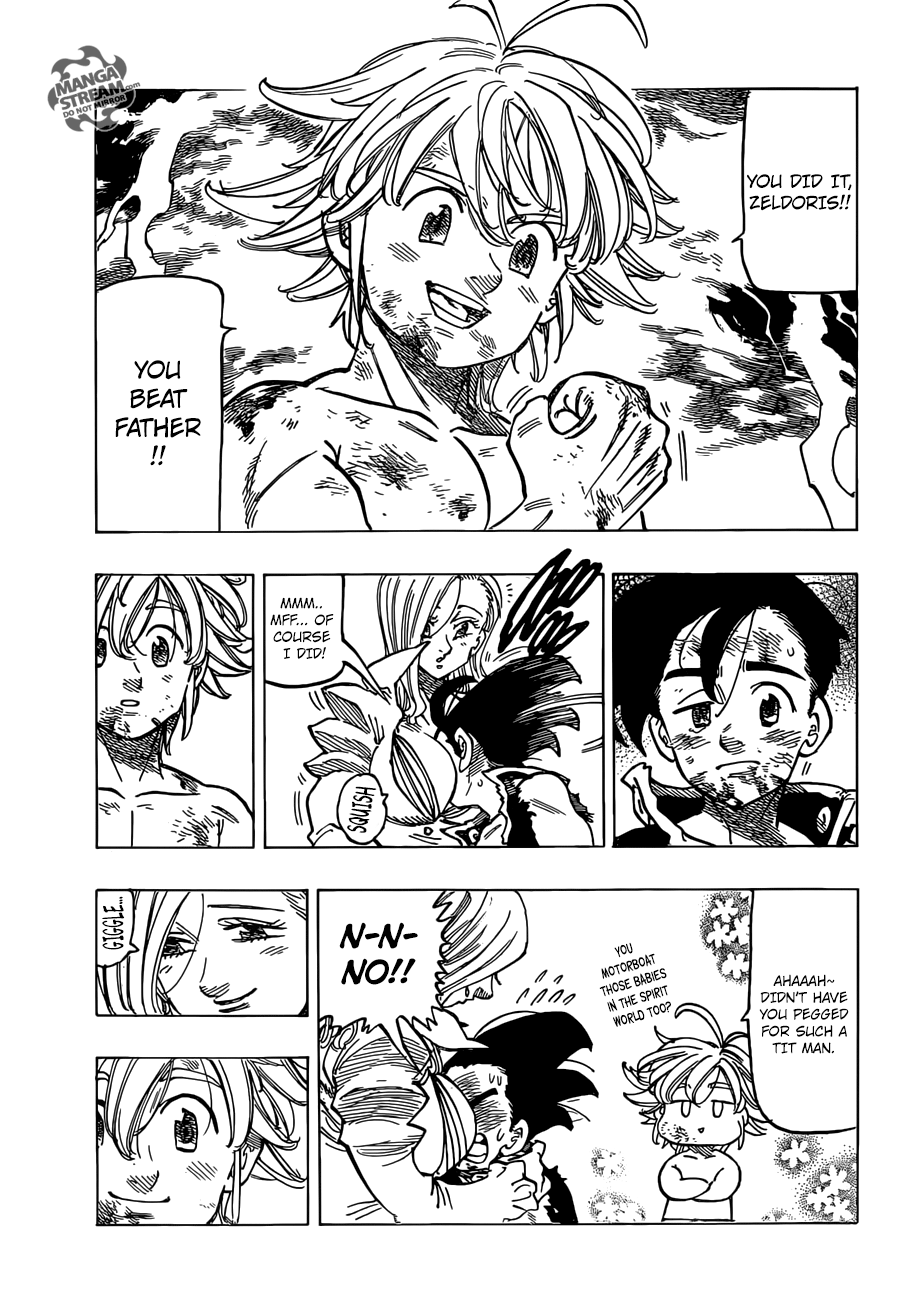 MANGA
STREAM.com
DO NOT MIRROR
YOU DID IT,
ZELDORIS!!
YOU
BEAT
FATHER
!!
MMM..
MFF... OF
COURSE
I DID!
SQUISH
AHAAAH~
DIDN'T HAVE
YOU PEGGED
FOR SUCH A
TIT MAN.
YOU
MOTORBOAT
THOSE BABIES
IN THE SPIRIT
WORLD TOO?
N-N-
NO!!
GIGGLE...